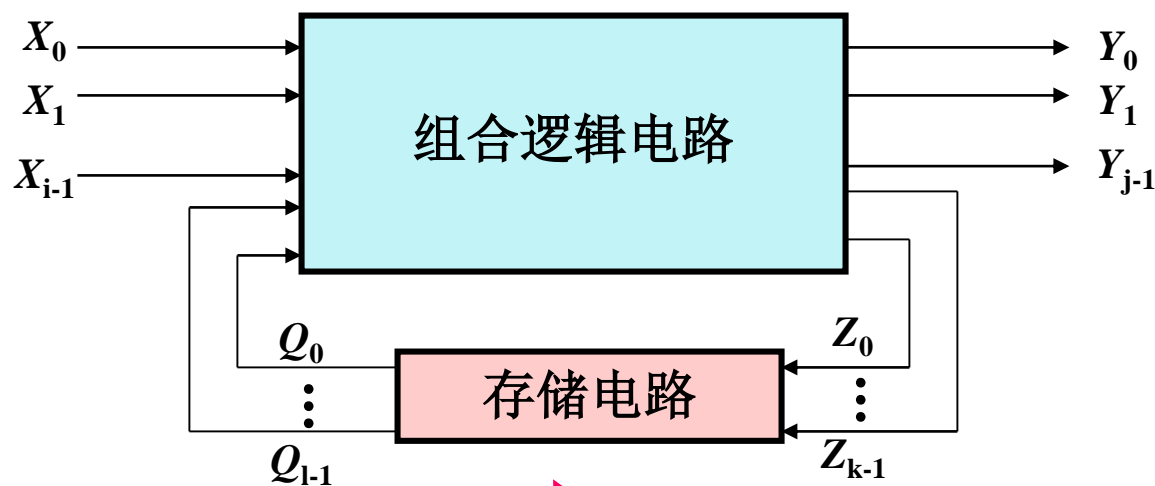 X₀
X₁
Xᵢ₋₁
组合逻辑电路
Y₀
Y₁
Yⱼ₋₁
Q₀
Qₗ₋₁
存储电路
Z₀
Zₖ₋₁